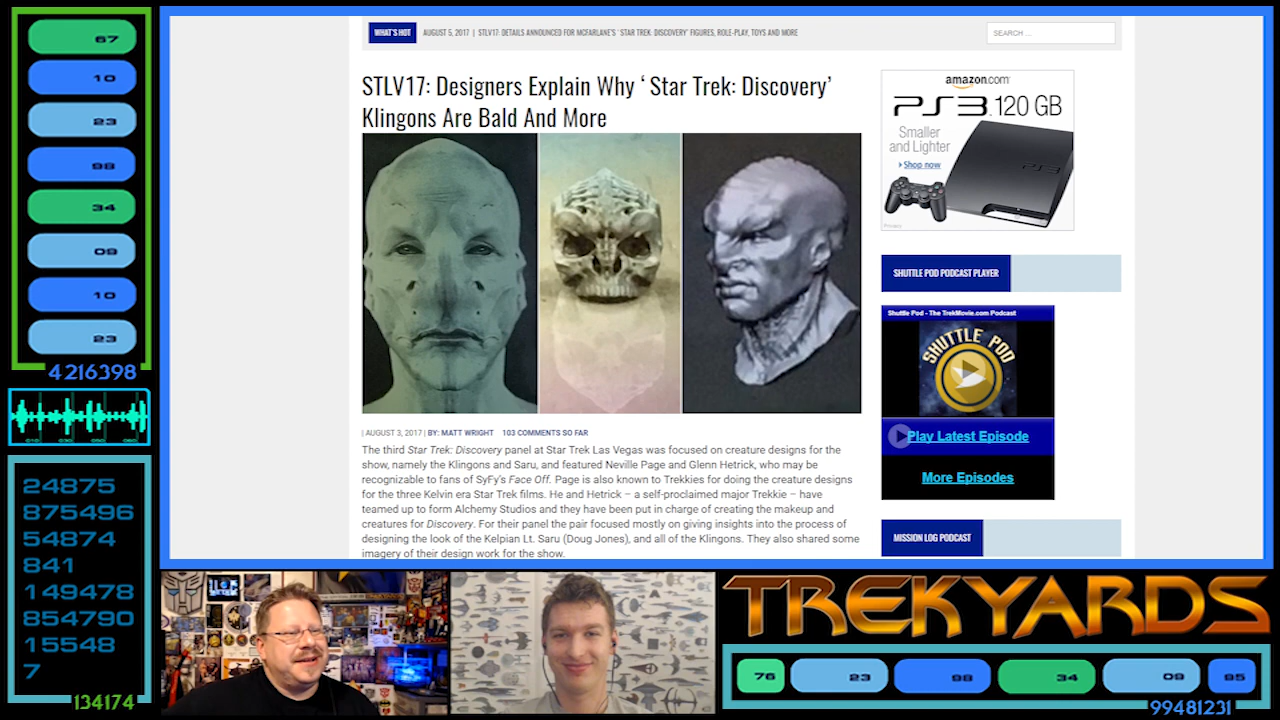 67
10
23
98
34
09
10
23
4216398
24875
875496
54874
841
149478
854790
15548
7
134174
WHAT'S HOT
AUGUST 5, 2017 | STLV17: DETAILS ANNOUNCED FOR MCFARLANE'S 'STAR TREK: DISCOVERY' FIGURES, ROLE-PLAY, TOYS AND MORE
SEARCH ...
STLV17: Designers Explain Why ‘ Star Trek: Discovery’
Klingons Are Bald And More
| AUGUST 3, 2017 | BY: MATT WRIGHT 103 COMMENTS SO FAR
The third Star Trek: Discovery panel at Star Trek Las Vegas was focused on creature designs for the
show, namely the Klingons and Saru, and featured Neville Page and Glenn Hetrick, who may be
recognizable to fans of SyFy's Face Off. Page is also known to Trekkies for doing the creature designs
for the three Kelvin era Star Trek films. He and Hetrick – a self-proclaimed major Trekkie – have
teamed up to form Alchemy Studios and they have been put in charge of creating the makeup and
creatures for Discovery. For their panel the pair focused mostly on giving insights into the process of
designing the look of the Kelpian Lt. Saru (Doug Jones), and all of the Klingons. They also shared some
imagery of their design work for the show.
amazon.com
PS3 120 GB
Smaller
and Lighter
Shop now
Privacy
SHUTTLE POD PODCAST PLAYER
Shuttle Pod - The TrekMovie.com Podcast
SHUTTLE POD
Play Latest Episode
More Episodes
MISSION LOG PODCAST
TREKYARDS
76 23 98 34 09 95
99481231